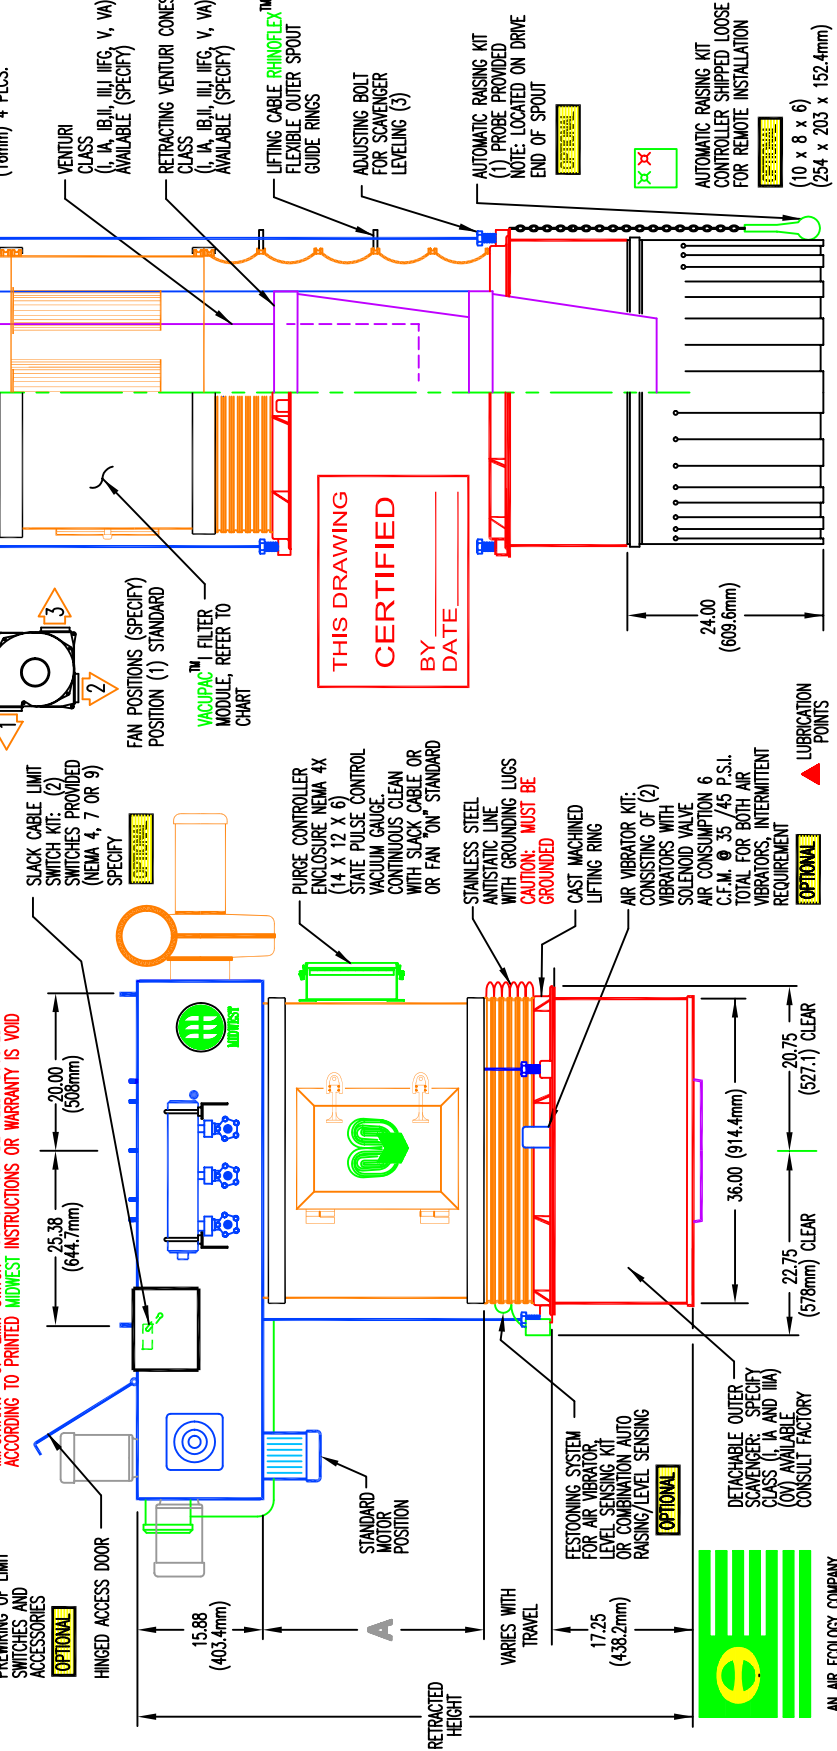 PREWIRING OF LIMIT
SWITCHES AND
ACCESSORIES
OPTIONAL
HINGED ACCESS DOOR
ACCORDING TO PRINTED MIDWEST INSTRUCTIONS OR WARRANTY IS VOID
25.38
(644.7mm)
20.00
(508mm)
SLACK CABLE LIMIT
SWITCH KIT: (2)
SWITCHES PROVIDED
(NEMA 4, 7 OR 9)
SPECIFY
OPTIONAL
1
2
3
FAN POSITIONS (SPECIFY)
POSITION (1) STANDARD
VACUPAC™ I FILTER
MODULE, REFER TO
CHART
(16mm) 4 PLCS.
VENTURI
CLASS
(I, IA, IB,II, III,I IIFG, V, VA)
AVAILABLE (SPECIFY)
RETRACTING VENTURI CONES
CLASS
(I, IA, IB,II, III,I IIFG, V, VA)
AVAILABLE (SPECIFY)
LIFTING CABLE RHINOFLEX™
FLEXIBLE OUTER SPOUT
GUIDE RINGS
ADJUSTING BOLT
FOR SCAVENGER
LEVELING (3)
AUTOMATIC RAISING KIT
(1) PROBE PROVIDED
NOTE: LOCATED ON DRIVE
END OF SPOUT
OPTIONAL
AUTOMATIC RAISING KIT
CONTROLLER SHIPPED LOOSE
FOR REMOTE INSTALLATION
OPTIONAL
(10 x 8 x 6)
(254 x 203 x 152.4mm)
THIS DRAWING
CERTIFIED
BY
DATE
24.00
(609.6mm)
MIDWEST
PURGE CONTROLLER
ENCLOSURE NEMA 4X
(14 X 12 X 6)
STATE PULSE CONTROL
VACUUM GAUGE.
CONTINUOUS CLEAN
WITH SLACK CABLE OR
OR FAN "ON" STANDARD
STAINLESS STEEL
ANTISTATIC LINE
WITH GROUNDING LUGS
CAUTION: MUST BE
GROUNDED
CAST MACHINED
LIFTING RING
AIR VIBRATOR KIT:
CONSISTING OF (2)
VIBRATORS WITH
SOLENOID VALVE
AIR CONSUMPTION 6
C.F.M. @ 35 /45 P.S.I.
TOTAL FOR BOTH AIR
VIBRATORS, INTERMITTENT
REQUIREMENT
OPTIONAL
LUBRICATION
POINTS
STANDARD
MOTOR
POSITION
15.88
(403.4mm)
A
VARIES WITH
TRAVEL
17.25
(438.2mm)
RETRACTED
HEIGHT
FESTOONING SYSTEM
FOR AIR VIBRATOR,
LEVEL SENSING KIT
OR COMBINATION AUTO
RAISING/LEVEL SENSING
OPTIONAL
DETACHABLE OUTER
SCAVENGER: SPECIFY
CLASS (I, IA AND IIIA)
(OV) AVAILABLE
CONSULT FACTORY
36.00 (914.4mm)
22.75
(578mm) CLEAR
20.75
(527.1) CLEAR
AN AIR ECOLOGY COMPANY